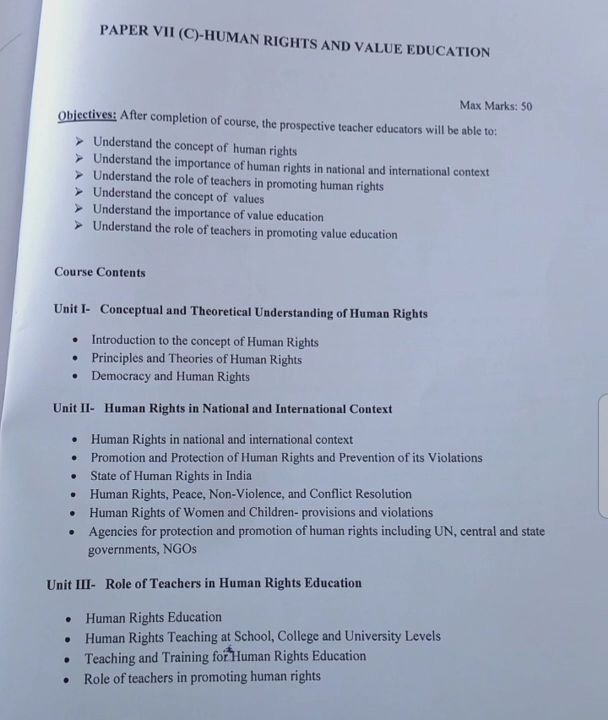 PAPER VII (C)-HUMAN RIGHTS AND VALUE EDUCATION
Max Marks: 50
Objectives: After completion of course, the prospective teacher educators will be able to:
➢ Understand the concept of human rights
➢ Understand the importance of human rights in national and international context
➢ Understand the role of teachers in promoting human rights
➢ Understand the concept of values
➢ Understand the importance of value education
➢ Understand the role of teachers in promoting value education
Course Contents
Unit I- Conceptual and Theoretical Understanding of Human Rights
• Introduction to the concept of Human Rights
• Principles and Theories of Human Rights
• Democracy and Human Rights
Unit II- Human Rights in National and International Context
• Human Rights in national and international context
• Promotion and Protection of Human Rights and Prevention of its Violations
• State of Human Rights in India
• Human Rights, Peace, Non-Violence, and Conflict Resolution
• Human Rights of Women and Children- provisions and violations
• Agencies for protection and promotion of human rights including UN, central and state
governments, NGOs
Unit III- Role of Teachers in Human Rights Education
• Human Rights Education
• Human Rights Teaching at School, College and University Levels
• Teaching and Training for Human Rights Education
• Role of teachers in promoting human rights